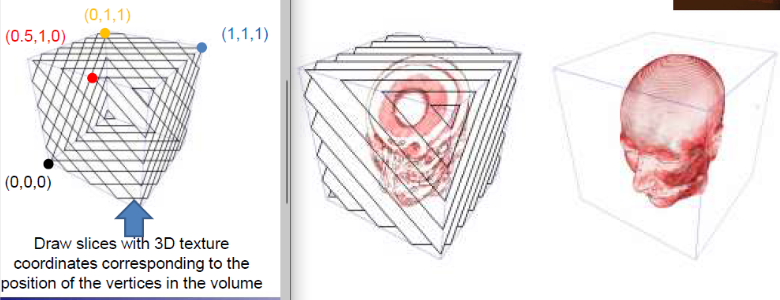 (0,1,1)
(0.5,1,0)
(1,1,1)
(0,0,0)
Draw slices with 3D texture
coordinates corresponding to the
position of the vertices in the volume